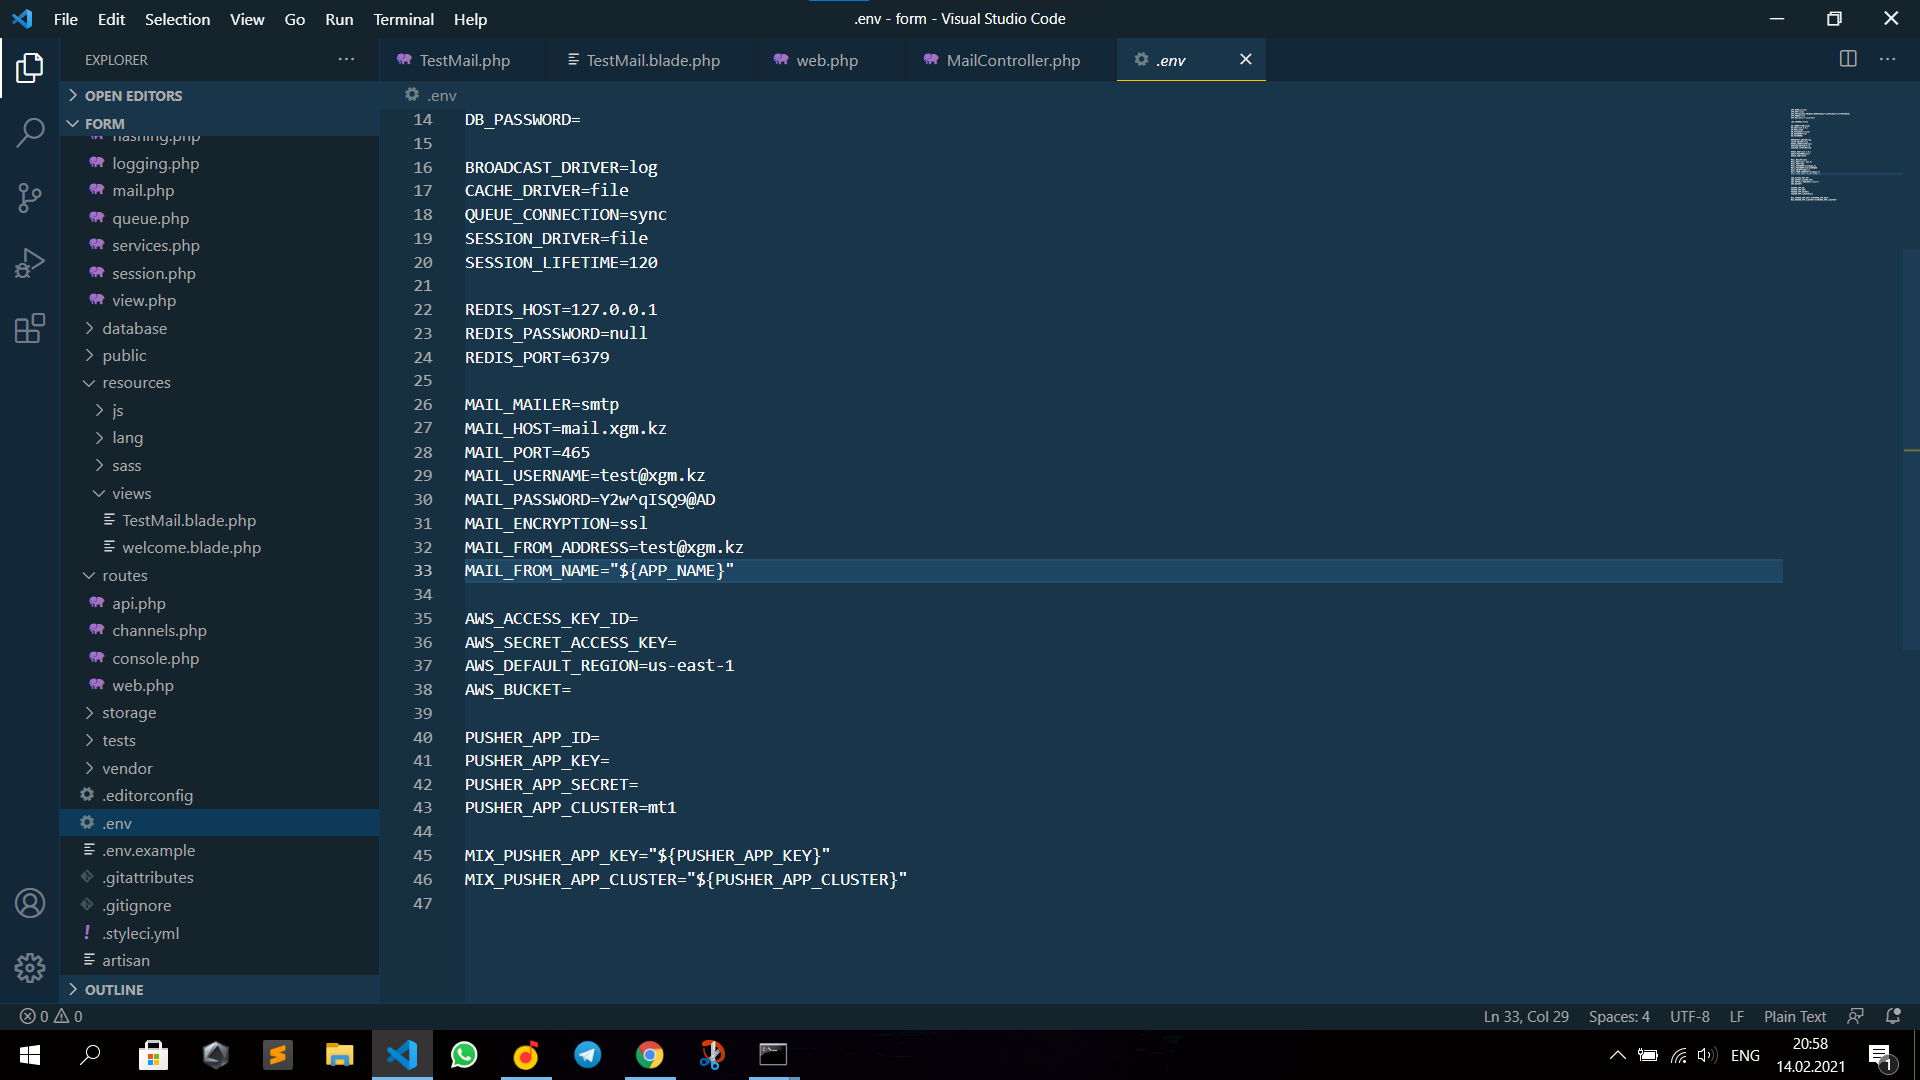 File Edit Selection View Go Run Terminal Help
.env - form - Visual Studio Code
EXPLORER
TestMail.php TestMail.blade.php web.php MailController.php .env
OPEN EDITORS
FORM
hashing.php
logging.php
mail.php
queue.php
services.php
session.php
view.php
database
public
resources
js
lang
sass
views
TestMail.blade.php
welcome.blade.php
routes
api.php
channels.php
console.php
web.php
storage
tests
vendor
.editorconfig
.env
.env.example
.gitattributes
.gitignore
.styleci.yml
artisan
OUTLINE
.env
14 DB_PASSWORD=
15
16 BROADCAST_DRIVER=log
17 CACHE_DRIVER=file
18 QUEUE_CONNECTION=sync
19 SESSION_DRIVER=file
20 SESSION_LIFETIME=120
21
22 REDIS_HOST=127.0.0.1
23 REDIS_PASSWORD=null
24 REDIS_PORT=6379
25
26 MAIL_MAILER=smtp
27 MAIL_HOST=mail.xgm.kz
28 MAIL_PORT=465
29 MAIL_USERNAME=test@xgm.kz
30 MAIL_PASSWORD=Y2w^qISQ9@AD
31 MAIL_ENCRYPTION=ssl
32 MAIL_FROM_ADDRESS=test@xgm.kz
33 MAIL_FROM_NAME="${APP_NAME}"
34
35 AWS_ACCESS_KEY_ID=
36 AWS_SECRET_ACCESS_KEY=
37 AWS_DEFAULT_REGION=us-east-1
38 AWS_BUCKET=
39
40 PUSHER_APP_ID=
41 PUSHER_APP_KEY=
42 PUSHER_APP_SECRET=
43 PUSHER_APP_CLUSTER=mt1
44
45 MIX_PUSHER_APP_KEY="${PUSHER_APP_KEY}"
46 MIX_PUSHER_APP_CLUSTER="${PUSHER_APP_CLUSTER}"
47
0 0
Ln 33, Col 29 Spaces: 4 UTF-8 LF Plain Text
ENG
20:58
14.02.2021
1